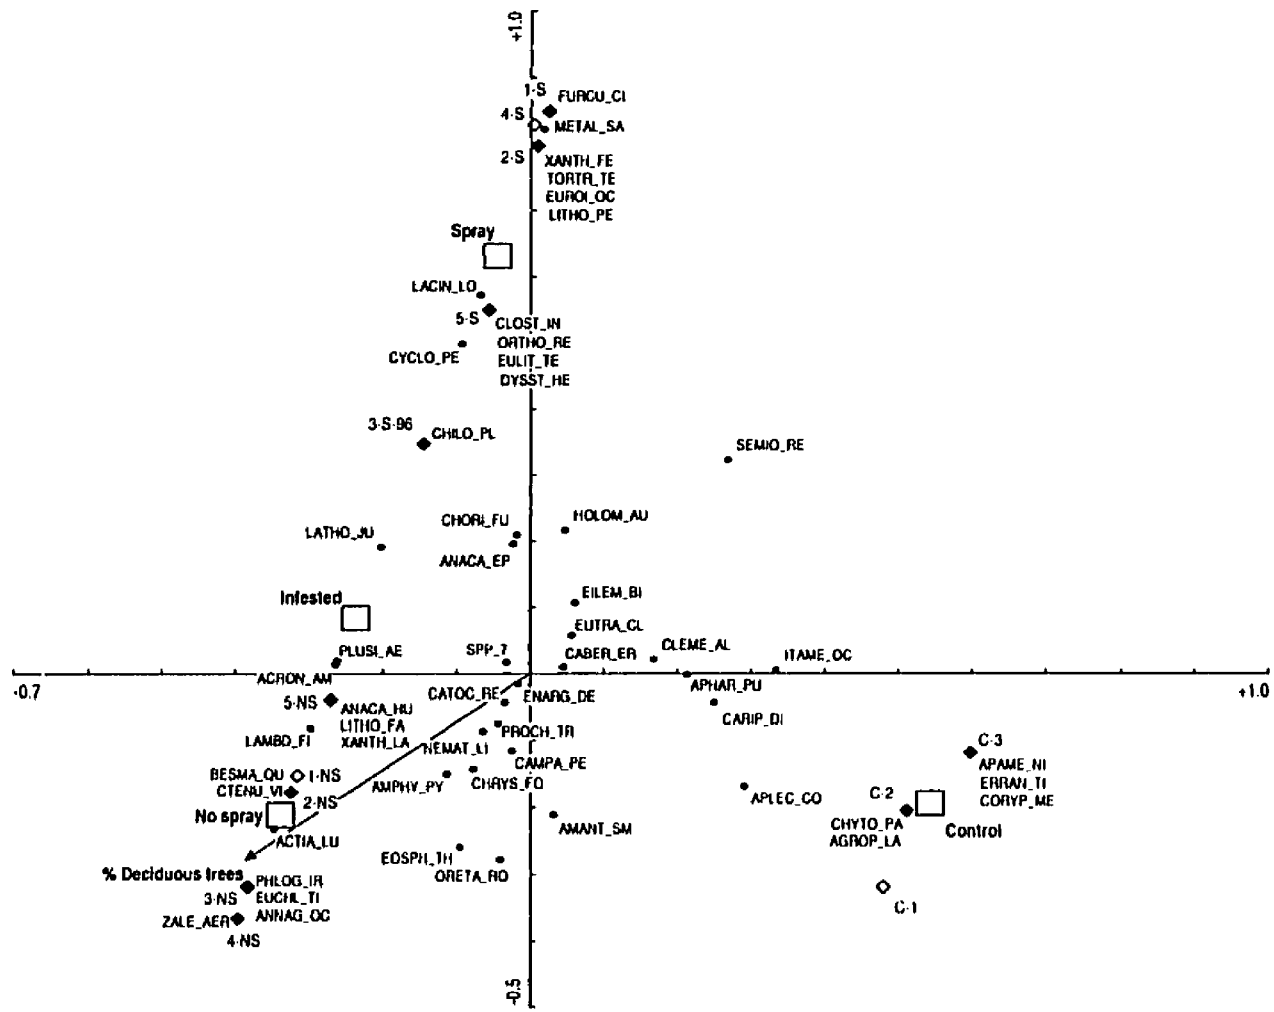 +1.0
1-S
FURCU_CI
4-S
METAL_SA
2-S
XANTH_FE
TORTR_TE
EUROI_OC
LITHO_PE
Spray
LACIN_LO
5-S
CLOST_IN
ORTHO_RE
EULIT_TE
DYSST_HE
CYCLO_PE
3-S-96
CHILO_PL
SEMIO_RE
HOLOM_AU
CHORI_FU
LATHO_JU
ANACA_EP
EILEM_BI
Infested
EUTRA_CL
PLUSI_AE
SPP_7
CABER_ER
CLEME_AL
ITAME_OC
-0.7
+1.0
ACRON_AM
CATOC_RE
ENARG_DE
APHAR_PU
5-NS
ANACA_HU
LITHO_FA
XANTH_LA
CARIP_DI
LAMBD_FI
PROCH_TR
NEMAT_LI
CAMPA_PE
C-3
APAME_NI
ERRAN_TI
CORYP_ME
BESMA_QU
1-NS
CTENU_VI
AMPHY_PY
CHRYS_FO
APLEC_CO
C-2
2-NS
No spray
CHYTO_PA
AGROP_LA
Control
ACTIA_LU
AMANT_SM
EOSPH_TH
ORETA_RO
% Deciduous trees
PHLOG_IR
3-NS
EUCHL_TI
ANNAG_OC
C-1
ZALE_AER
4-NS
-0.5